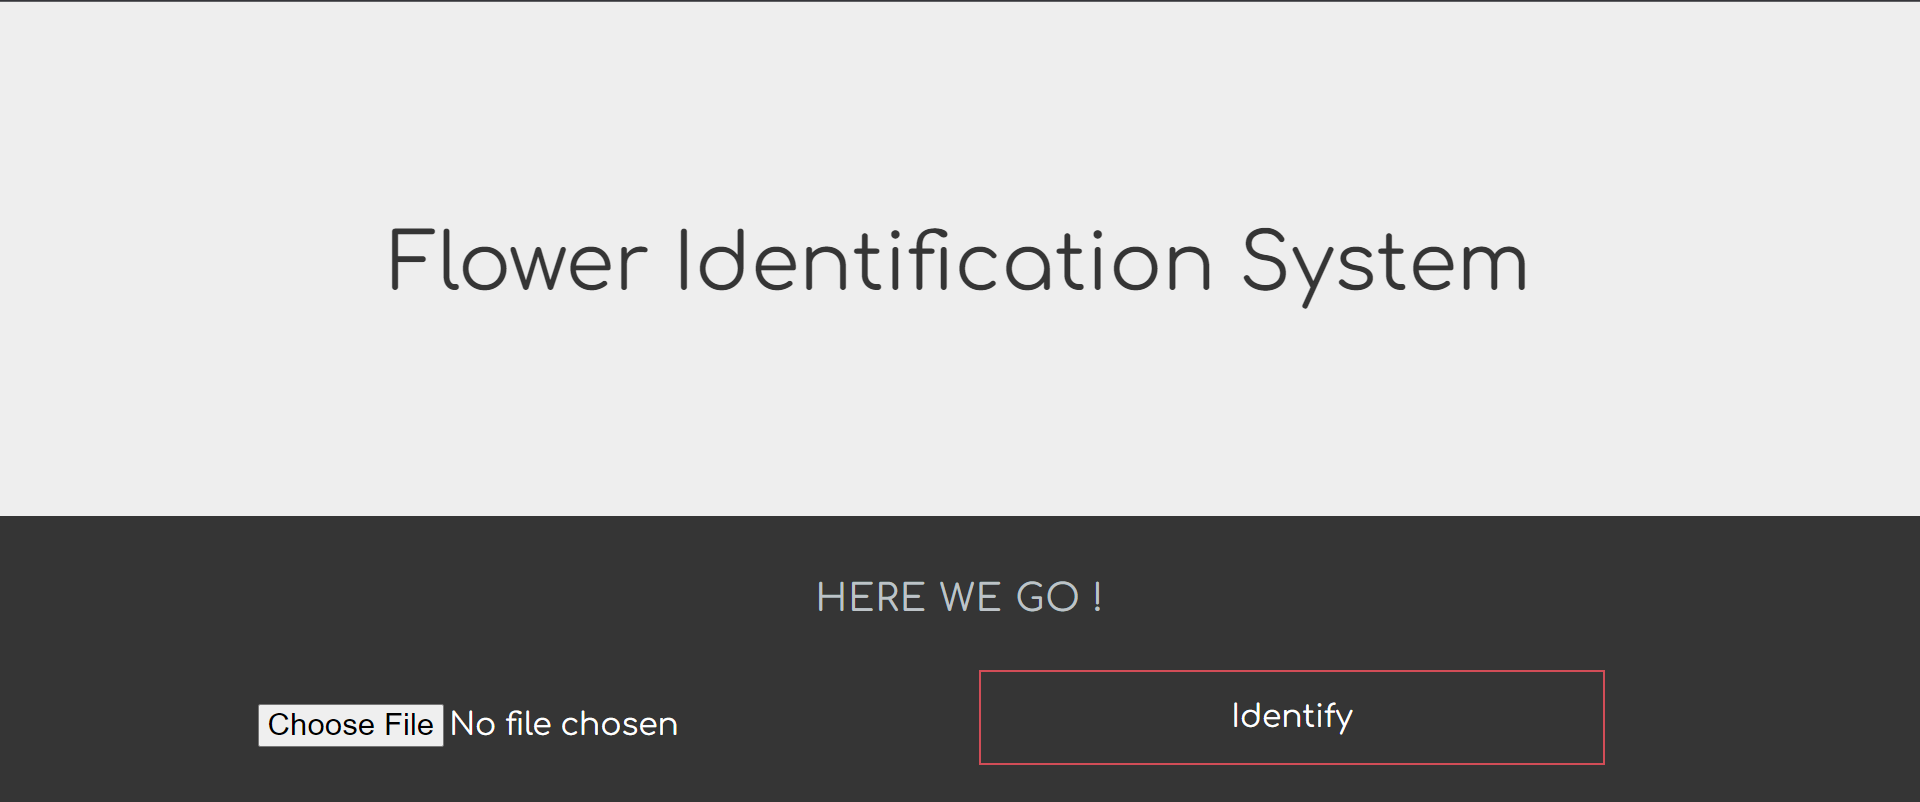 Flower Identification System
HERE WE GO !
Choose File No file chosen
Identify